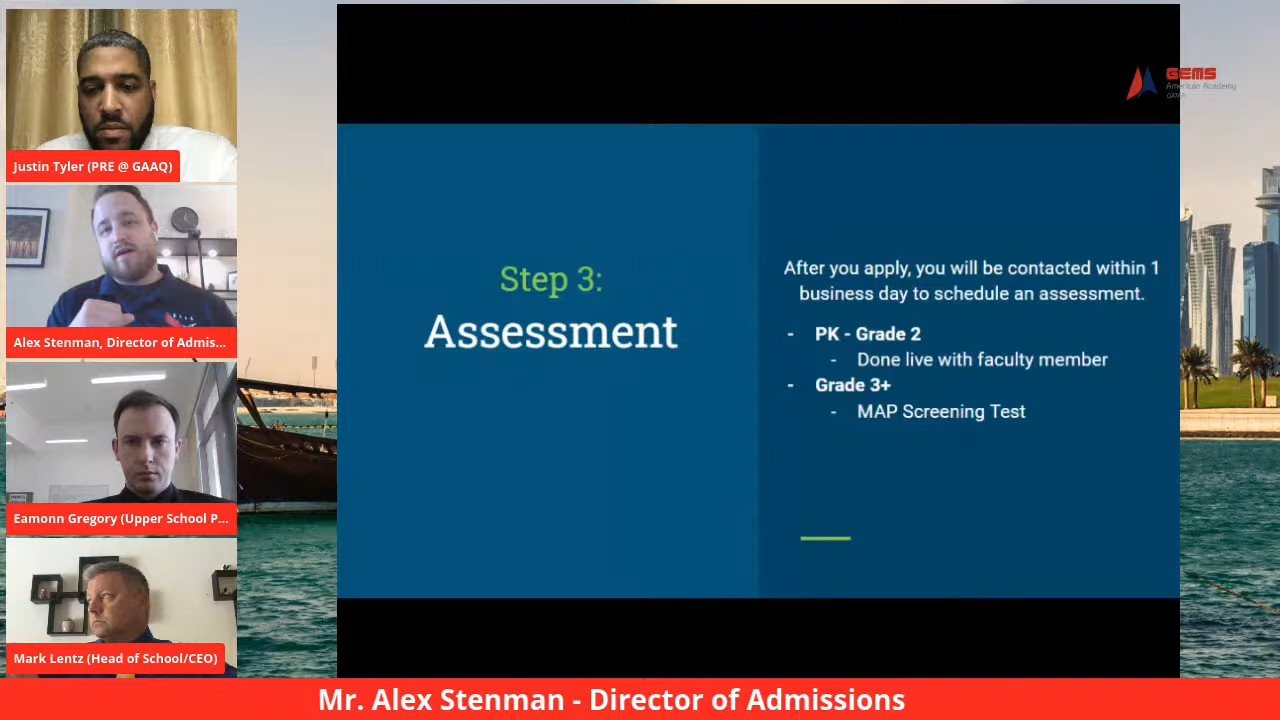 Justin Tyler (PRE @ GAAQ)
Alex Stenman, Director of Admis...
Eamonn Gregory (Upper School P...
Mark Lentz (Head of School/CEO)
GEMS
American Academy
Step 3:
Assessment
After you apply, you will be contacted within 1
business day to schedule an assessment.
- PK - Grade 2
- Done live with faculty member
- Grade 3+
- MAP Screening Test
Mr. Alex Stenman - Director of Admissions